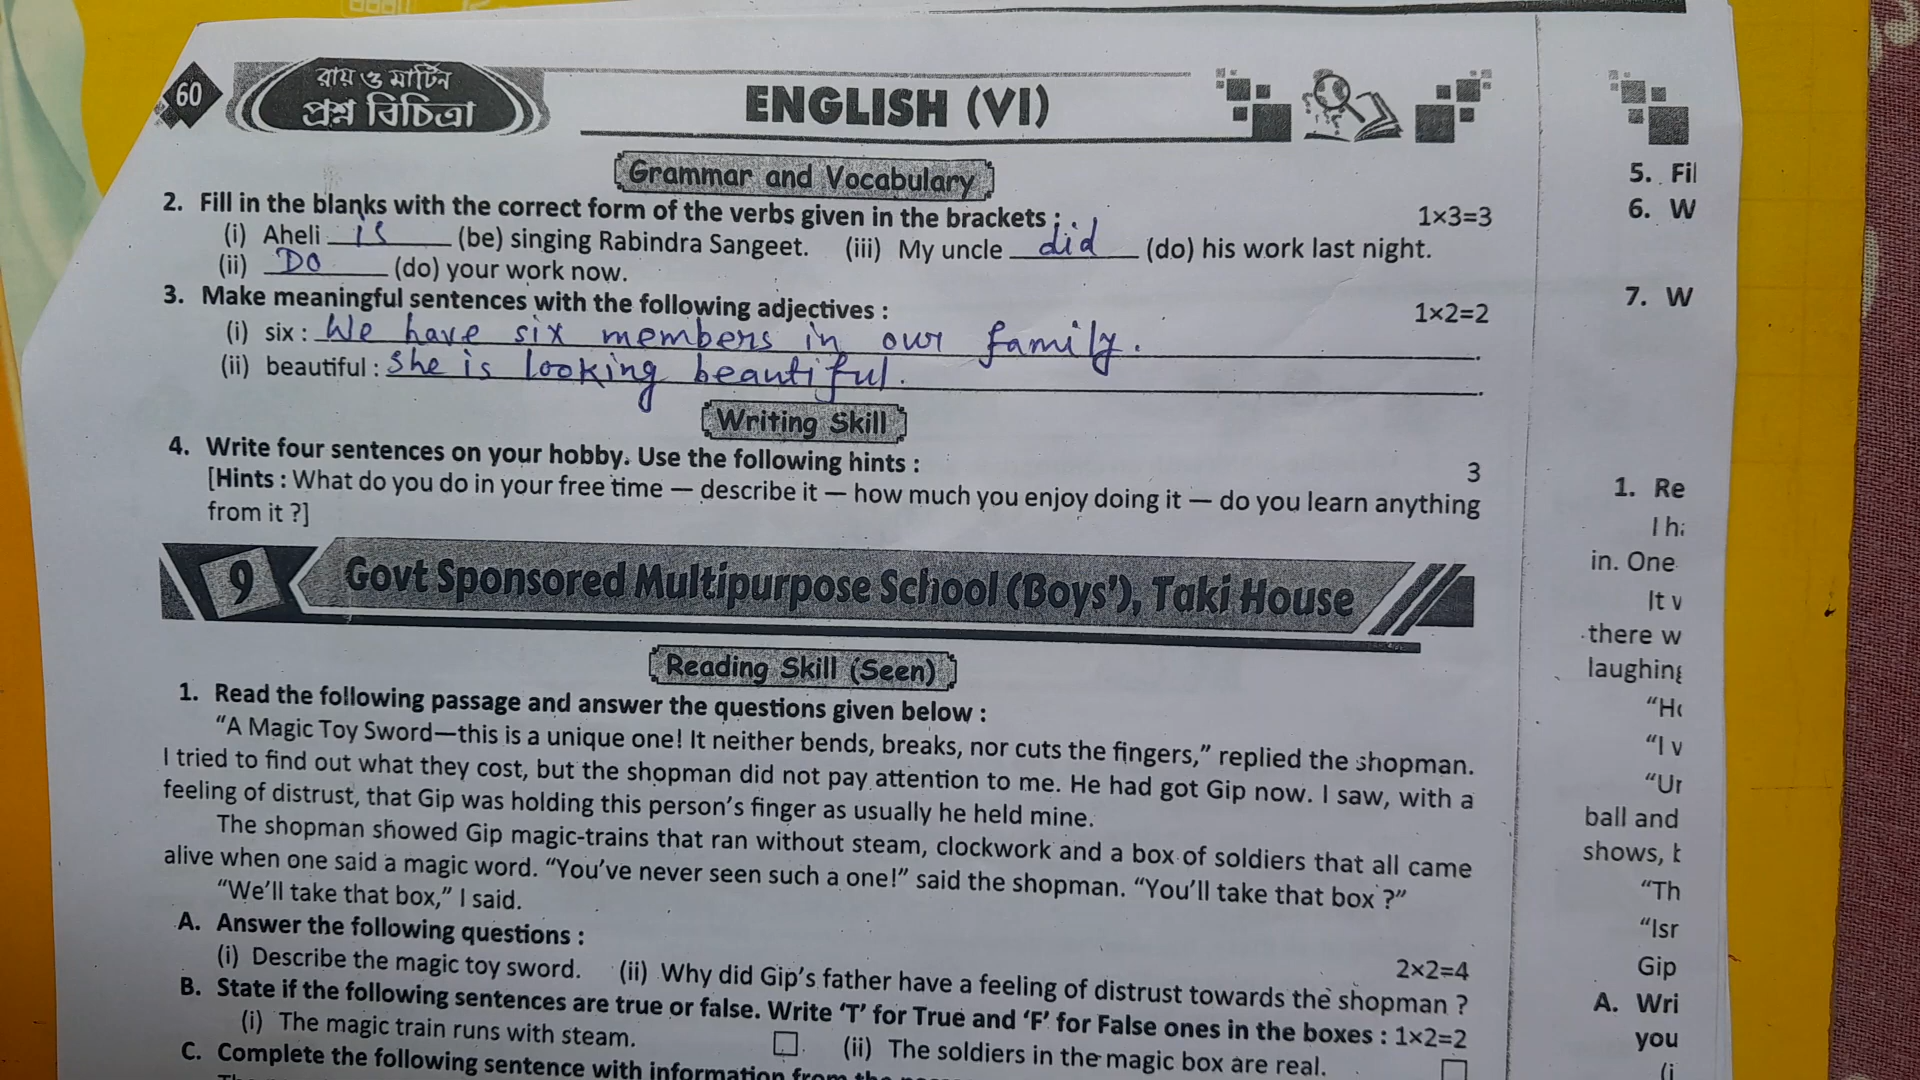 60
রায় ও মার্টিন
প্রশ্ন বিচিত্রা
ENGLISH (VI)
Grammar and Vocabulary
2. Fill in the blanks with the correct form of the verbs given in the brackets : 1×3=3
(i) Aheli is (be) singing Rabindra Sangeet. (iii) My uncle did (do) his work last night.
(ii) Do (do) your work now.
3. Make meaningful sentences with the following adjectives : 1×2=2
(i) six : We have six members in our family.
(ii) beautiful : She is looking beautiful.
Writing Skill
4. Write four sentences on your hobby. Use the following hints : 3
[Hints : What do you do in your free time — describe it — how much you enjoy doing it — do you learn anything
from it ?]
9 Govt Sponsored Multipurpose School (Boys'), Taki House
Reading Skill (Seen)
1. Read the following passage and answer the questions given below :
“A Magic Toy Sword—this is a unique one! It neither bends, breaks, nor cuts the fingers,” replied the shopman.
I tried to find out what they cost, but the shopman did not pay attention to me. He had got Gip now. I saw, with a
feeling of distrust, that Gip was holding this person’s finger as usually he held mine.
The shopman showed Gip magic-trains that ran without steam, clockwork and a box of soldiers that all came
alive when one said a magic word. “You’ve never seen such a one!” said the shopman. “You’ll take that box ?”
“We’ll take that box,” I said.
A. Answer the following questions :
(i) Describe the magic toy sword. (ii) Why did Gip’s father have a feeling of distrust towards the shopman ? 2×2=4
B. State if the following sentences are true or false. Write ‘T’ for True and ‘F’ for False ones in the boxes : 1×2=2
(i) The magic train runs with steam. (ii) The soldiers in the magic box are real.
C. Complete the following sentence with information from the
5. Fil
6. W
7. W
1. Re
I h
in. One
It v
there w
laughing
“H
“I v
“Ur
ball and
shows, t
“Th
“Isr
Gip
A. Wri
you
(i